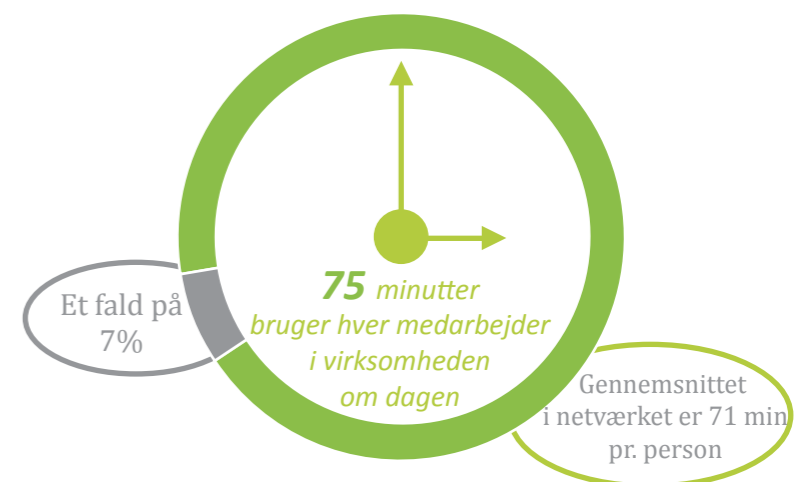 75 minutter
bruger hver medarbejder
i virksomheden
om dagen
Et fald på
7%
Gennemsnittet
i netværket er 71 min
pr. person